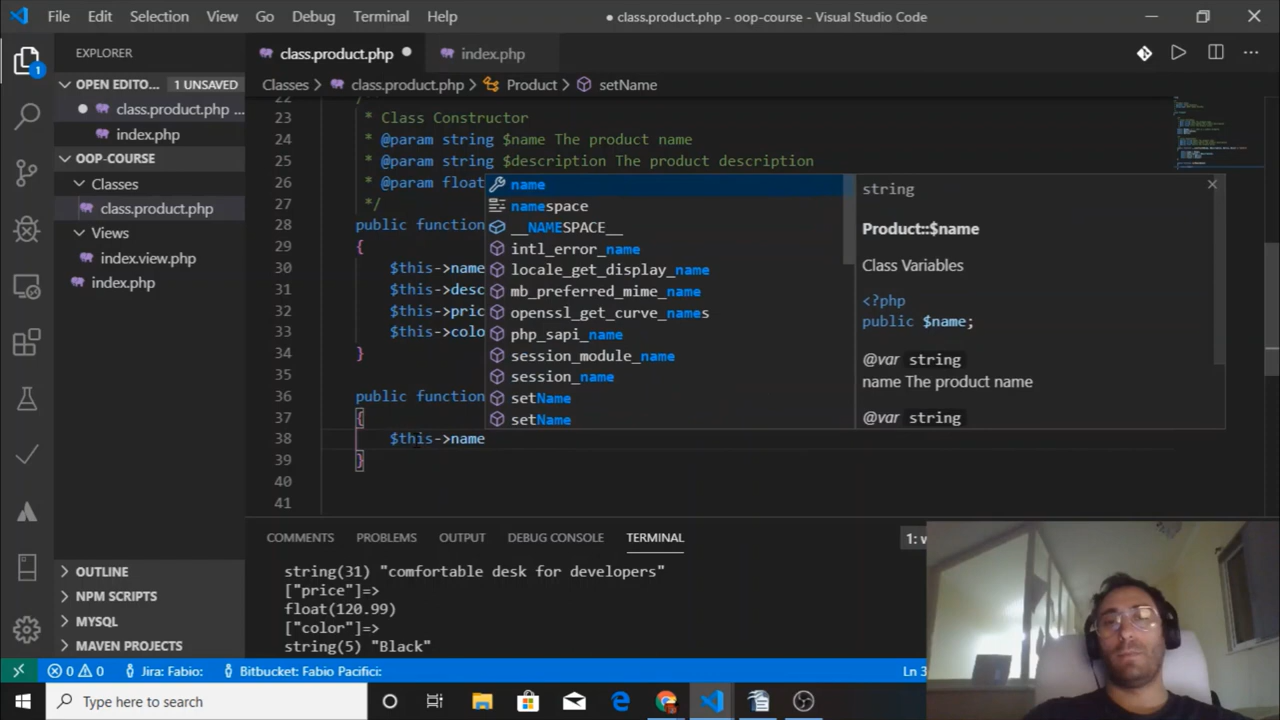 File Edit Selection View Go Debug Terminal Help
● class.product.php - oop-course - Visual Studio Code
EXPLORER
class.product.php
index.php
OPEN EDITO... 1 UNSAVED
Classes > class.product.php > Product > setName
class.product.php ...
index.php
OOP-COURSE
Classes
class.product.php
Views
index.view.php
index.php
23 * Class Constructor
24 * @param string $name The product name
25 * @param string $description The product description
26 * @param float
27 */
28 public function
29 {
30 $this->name
31 $this->desc
32 $this->pric
33 $this->colo
34 }
35
36 public function
37 {
38 $this->name
39 }
40
41
name
namespace
__NAMESPACE__
intl_error_name
locale_get_display_name
mb_preferred_mime_name
openssl_get_curve_names
php_sapi_name
session_module_name
session_name
setName
setName
string
Product::$name
Class Variables
<?php
public $name;
@var string
name The product name
@var string
COMMENTS PROBLEMS OUTPUT DEBUG CONSOLE TERMINAL
string(31) "comfortable desk for developers"
["price"]=>
float(120.99)
["color"]=>
string(5) "Black"
OUTLINE
NPM SCRIPTS
MYSQL
MAVEN PROJECTS
1
0 0 Jira: Fabio: Bitbucket: Fabio Pacifici:
Type here to search